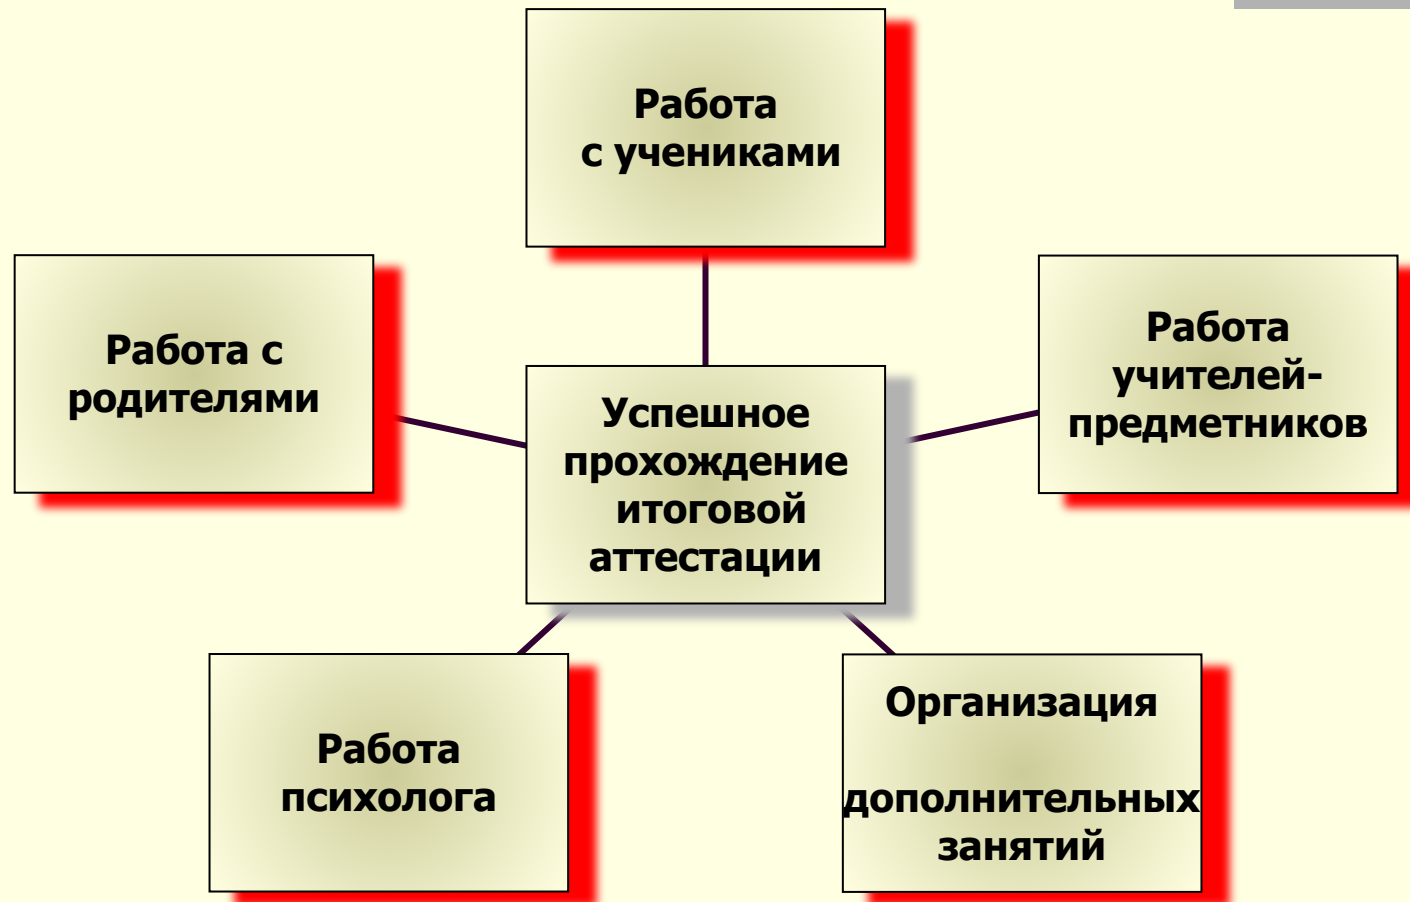 Работа
с учениками
Работа с
родителями
Работа
учителей-
предметников
Успешное
прохождение
итоговой
аттестации
Работа
психолога
Организация
дополнительных
занятий